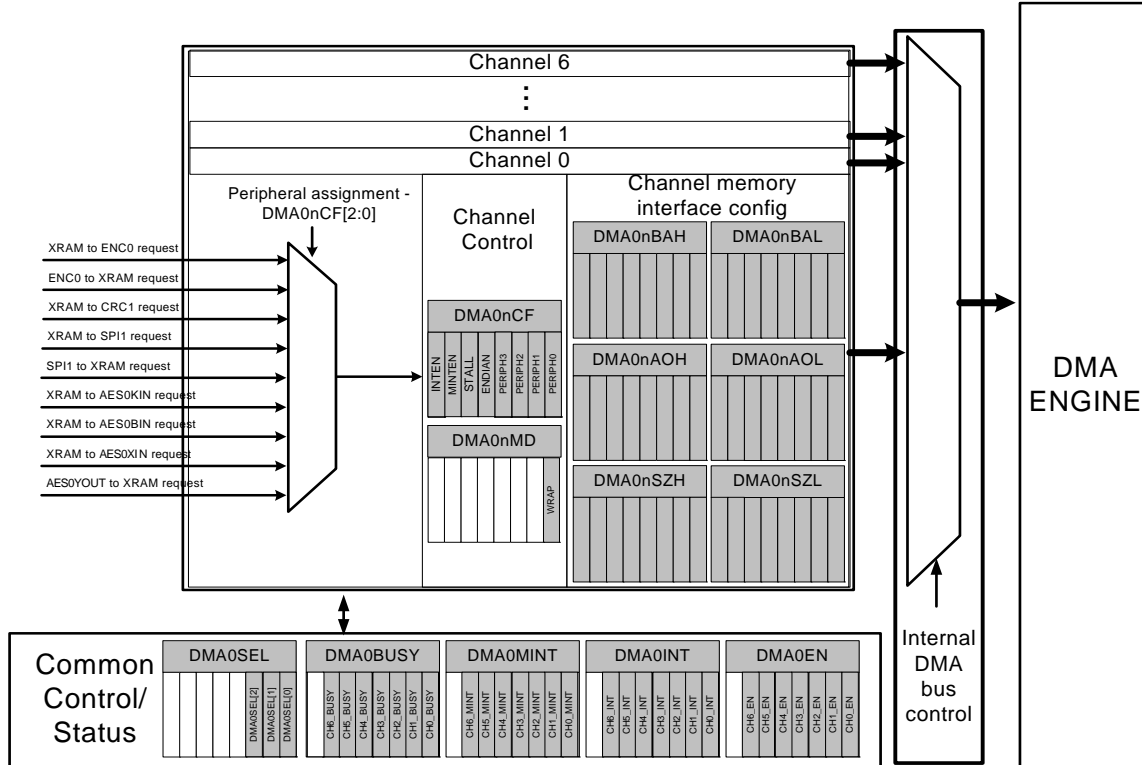 Channel 6
⋮
Channel 1
Channel 0
Peripheral assignment -
DMA0nCF[2:0]
XRAM to ENC0 request
ENC0 to XRAM request
XRAM to CRC1 request
XRAM to SPI1 request
SPI1 to XRAM request
XRAM to AES0KIN request
XRAM to AES0BIN request
XRAM to AES0XIN request
AES0YOUT to XRAM request
Channel
Control
DMA0nCF
INTEN
MINTEN
STALL
ENDIAN
PERIPH3
PERIPH2
PERIPH1
PERIPH0
DMA0nMD
WRAP
Channel memory
interface config
DMA0nBAH
DMA0nBAL
DMA0nAOH
DMA0nAOL
DMA0nSZH
DMA0nSZL
Internal
DMA
bus
control
DMA
ENGINE
Common
Control/
Status
DMA0SEL
DMA0SEL[2]
DMA0SEL[1]
DMA0SEL[0]
DMA0BUSY
CH6_BUSY
CH5_BUSY
CH4_BUSY
CH3_BUSY
CH2_BUSY
CH1_BUSY
CH0_BUSY
DMA0MINT
CH6_MINT
CH5_MINT
CH4_MINT
CH3_MINT
CH2_MINT
CH1_MINT
CH0_MINT
DMA0INT
CH6_INT
CH5_INT
CH4_INT
CH3_INT
CH2_INT
CH1_INT
CH0_INT
DMA0EN
CH6_EN
CH5_EN
CH4_EN
CH3_EN
CH2_EN
CH1_EN
CH0_EN